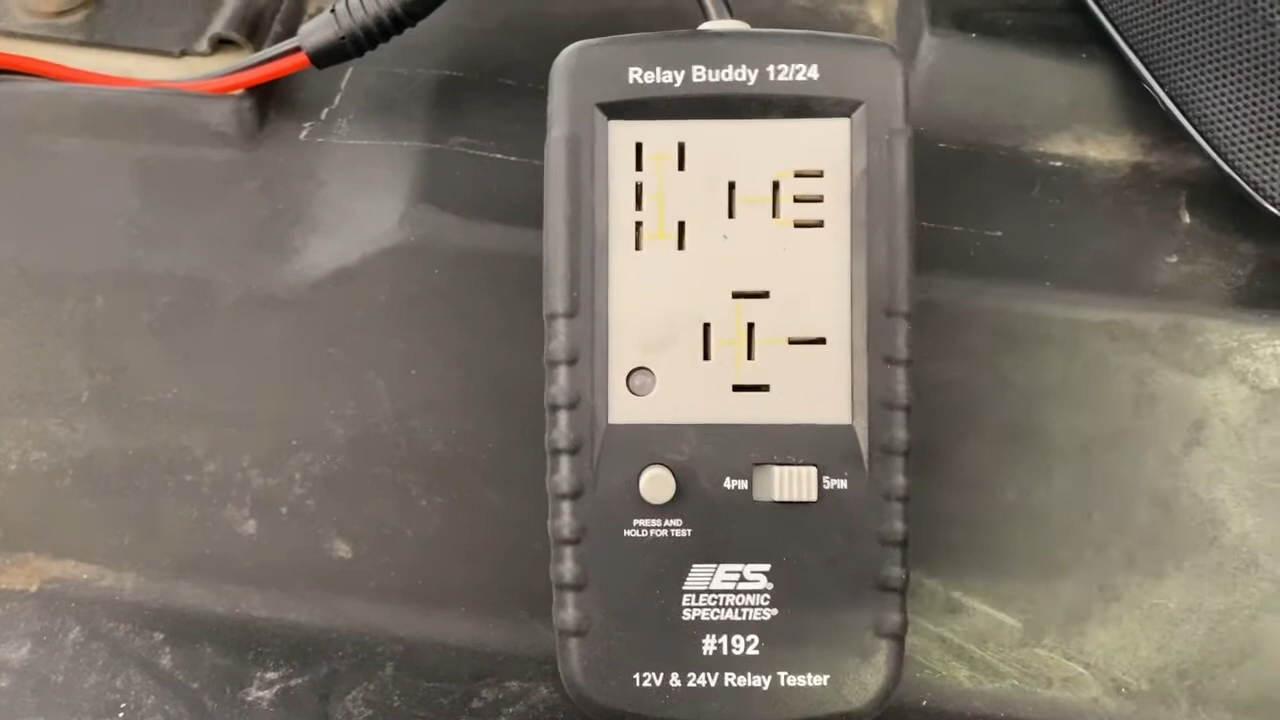 Relay Buddy 12/24
4PIN
5PIN
PRESS AND
HOLD FOR TEST
ES.
ELECTRONIC
SPECIALTIES®
#192
12V & 24V Relay Tester